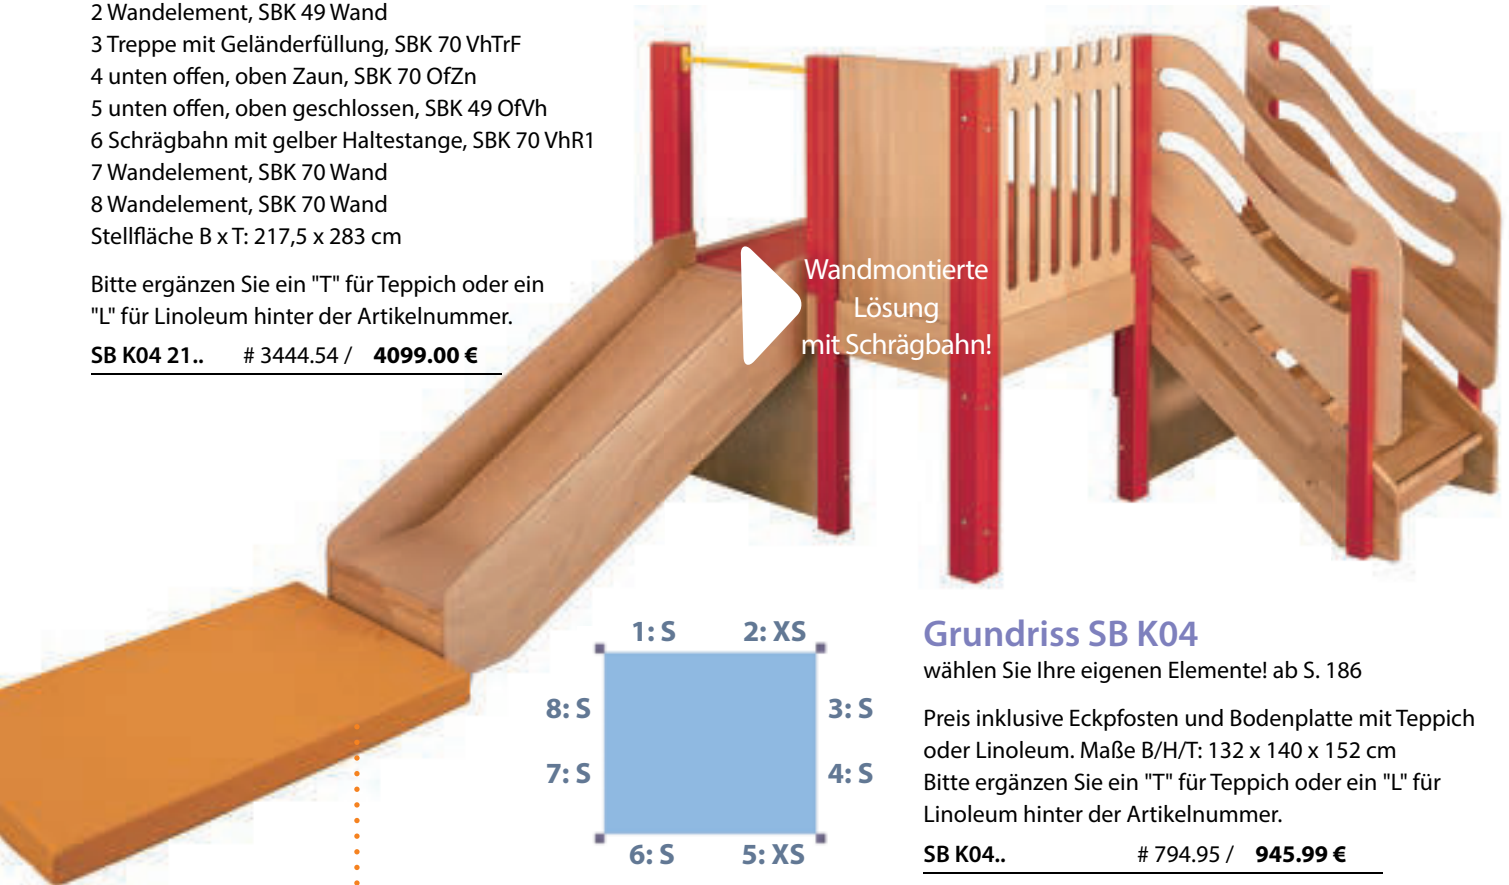 2 Wandelement, SBK 49 Wand
3 Treppe mit Geländerfüllung, SBK 70 VhTrF
4 unten offen, oben Zaun, SBK 70 OfZn
5 unten offen, oben geschlossen, SBK 49 OfVh
6 Schrägbahn mit gelber Haltestange, SBK 70 VhR1
7 Wandelement, SBK 70 Wand
8 Wandelement, SBK 70 Wand
Stellfläche B x T: 217,5 x 283 cm
Bitte ergänzen Sie ein "T" für Teppich oder ein
"L" für Linoleum hinter der Artikelnummer.
SB K04 21.. # 3444.54 / 4099.00 €
Wandmontierte
Lösung
mit Schrägbahn!
1: S 2: XS
8: S 3: S
7: S 4: S
6: S 5: XS
Grundriss SB K04
wählen Sie Ihre eigenen Elemente! ab S. 186
Preis inklusive Eckpfosten und Bodenplatte mit Teppich
oder Linoleum. Maße B/H/T: 132 x 140 x 152 cm
Bitte ergänzen Sie ein "T" für Teppich oder ein "L" für
Linoleum hinter der Artikelnummer.
SB K04.. # 794.95 / 945.99 €